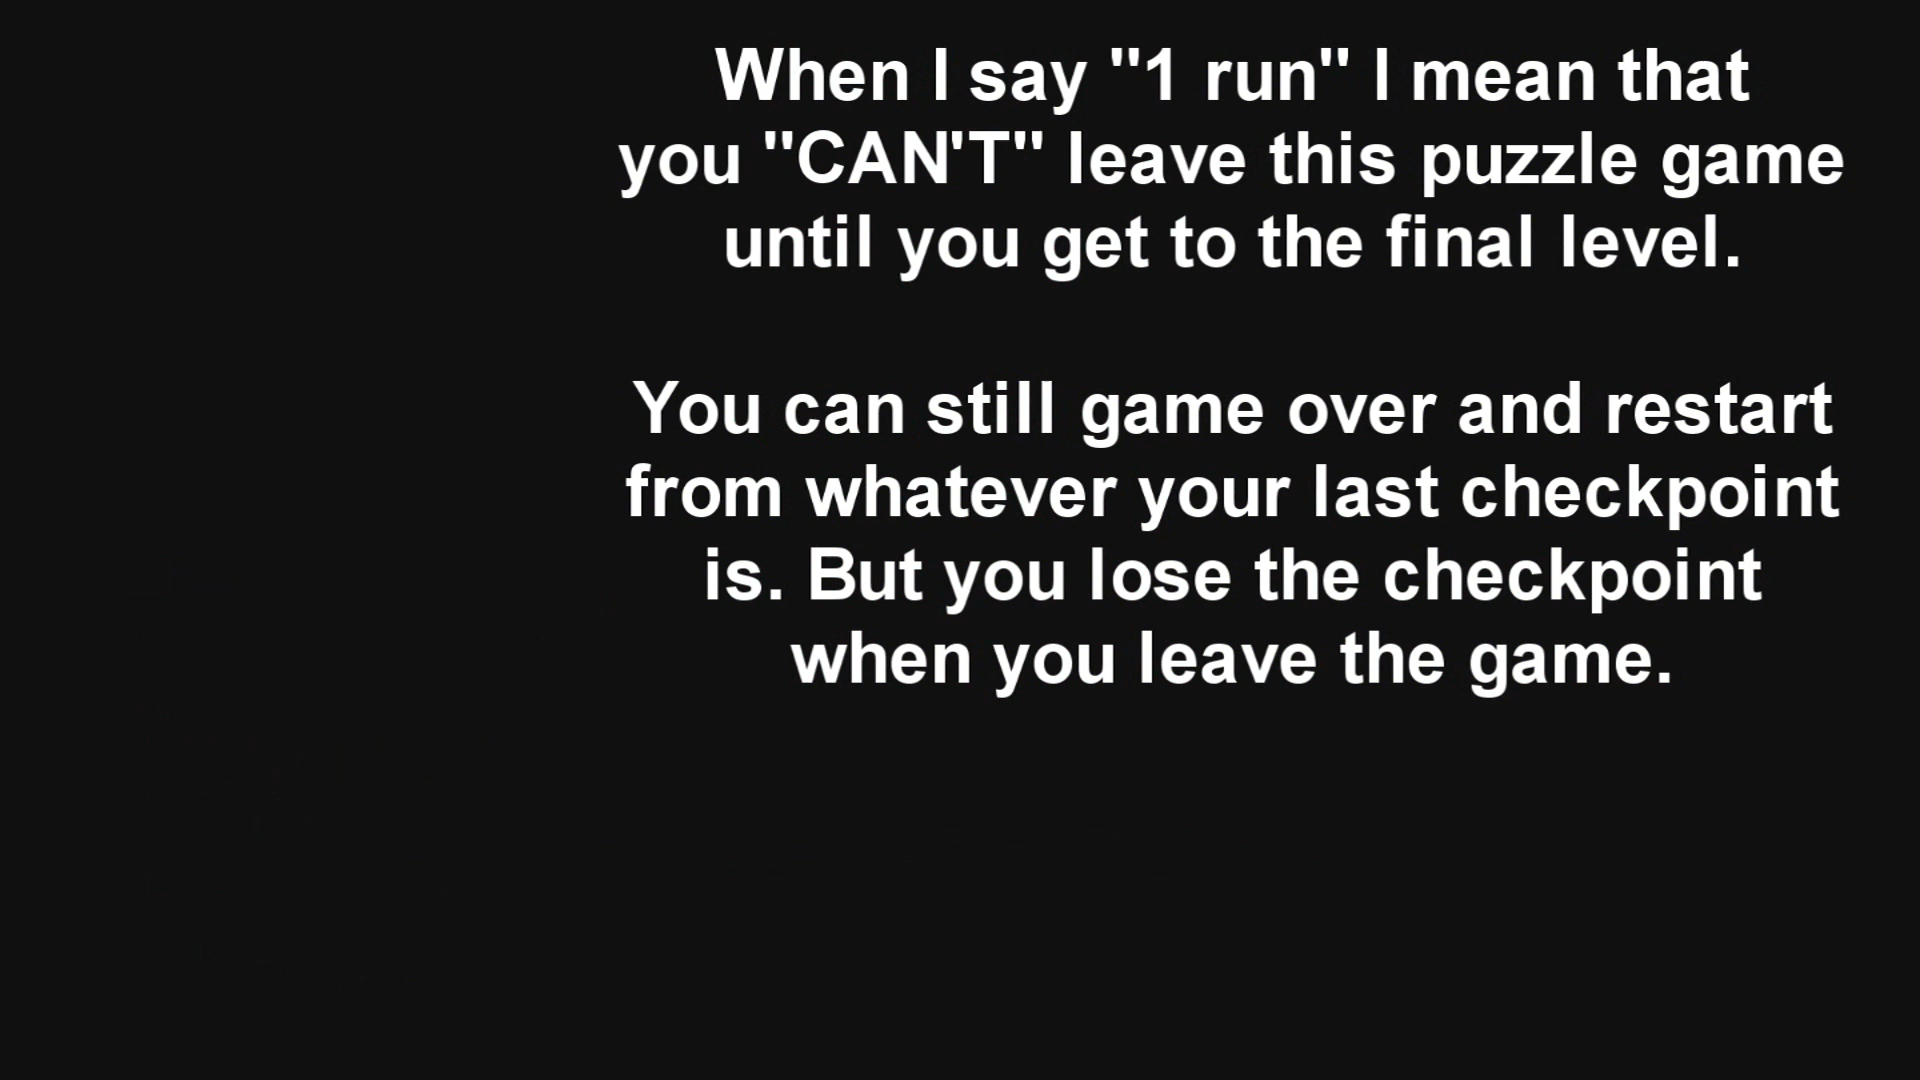 When I say "1 run" I mean that
you "CAN'T" leave this puzzle game
until you get to the final level.
You can still game over and restart
from whatever your last checkpoint
is. But you lose the checkpoint
when you leave the game.